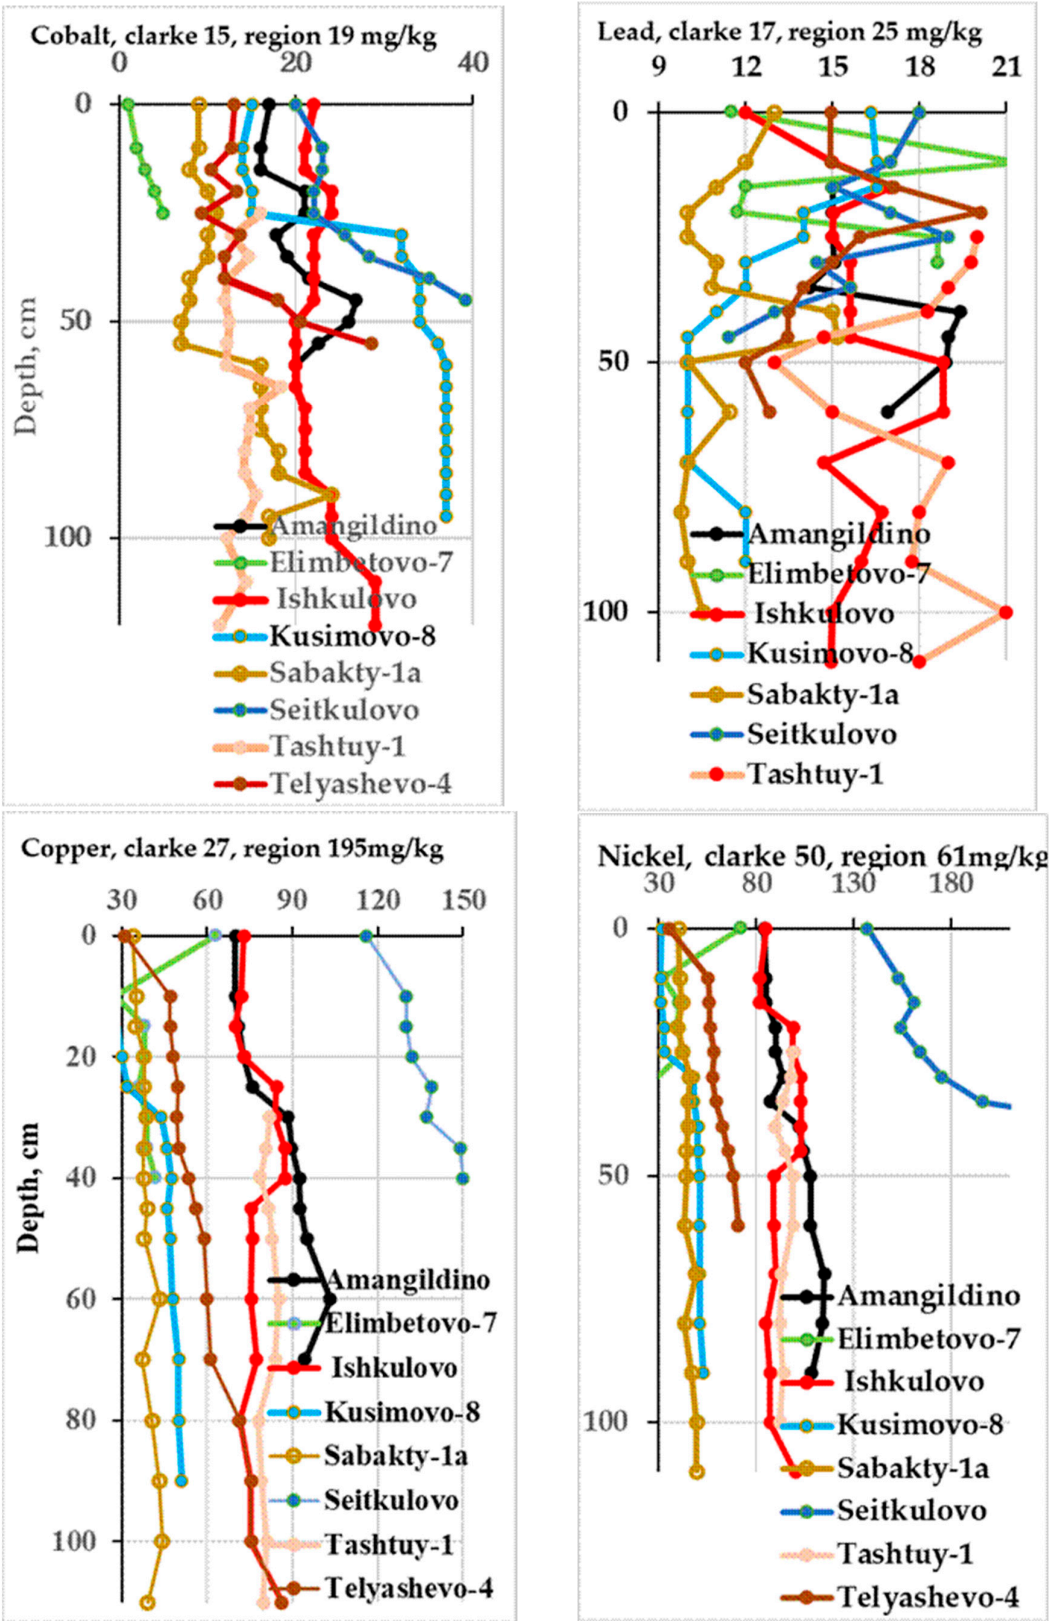 Cobalt, clarke 15, region 19 mg/kg
0 20 40
0
50
100
Depth, cm
Amangildino
Elimbetovo-7
Ishkulovo
Kusimovo-8
Sabakty-1a
Seitkulovo
Tashtuy-1
Telyashevo-4
Lead, clarke 17, region 25 mg/kg
9 12 15 18 21
0
50
100
Amangildino
Elimbetovo-7
Ishkulovo
Kusimovo-8
Sabakty-1a
Seitkulovo
Tashtuy-1
Copper, clarke 27, region 195mg/kg
30 60 90 120 150
0
20
40
60
80
100
Depth, cm
Amangildino
Elimbetovo-7
Ishkulovo
Kusimovo-8
Sabakty-1a
Seitkulovo
Tashtuy-1
Telyashevo-4
Nickel, clarke 50, region 61mg/kg
30 80 130 180
0
50
100
Amangildino
Elimbetovo-7
Ishkulovo
Kusimovo-8
Sabakty-1a
Seitkulovo
Tashtuy-1
Telyashevo-4